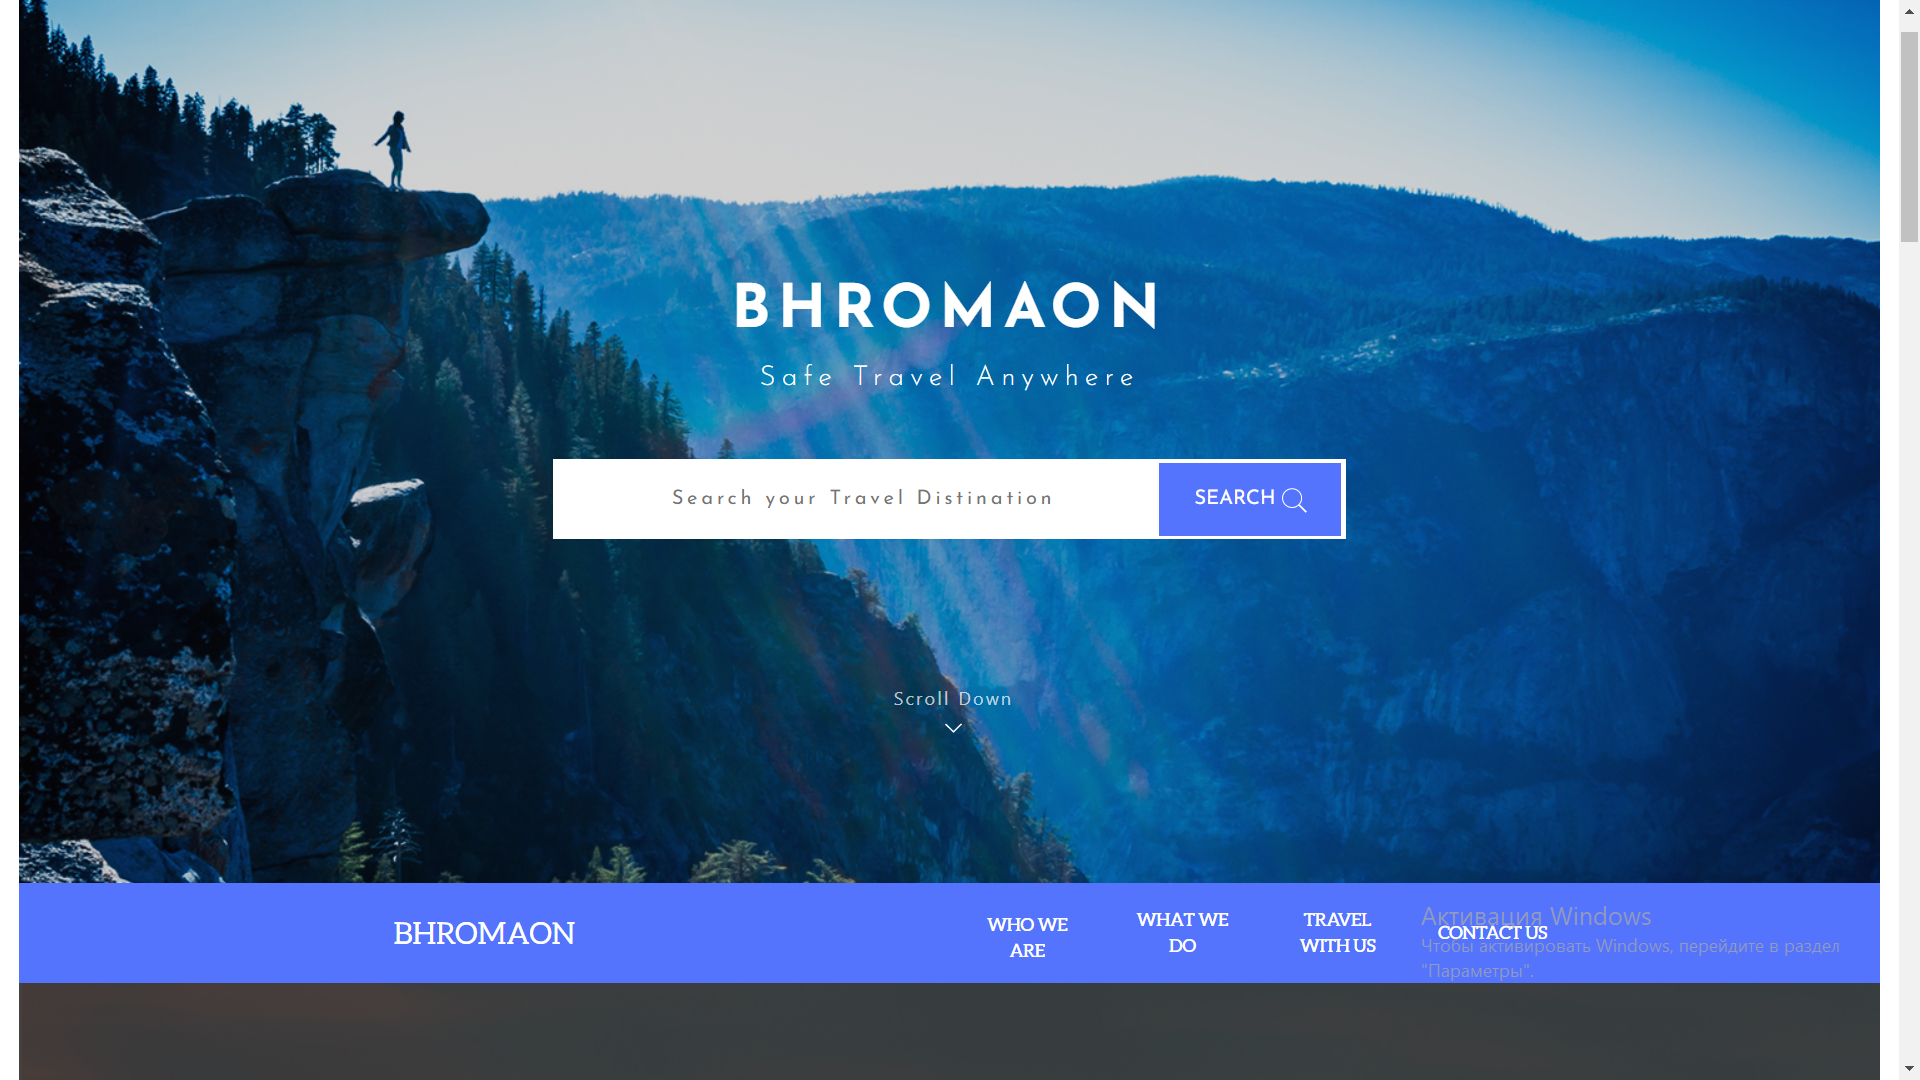 BHROMAON
Safe Travel Anywhere
Search your Travel Distination
SEARCH
Scroll Down
BHROMAON
WHO WE
ARE
WHAT WE
DO
TRAVEL
WITH US
CONTACT US
Активация Windows
Чтобы активировать Windows, перейдите в раздел
"Параметры".